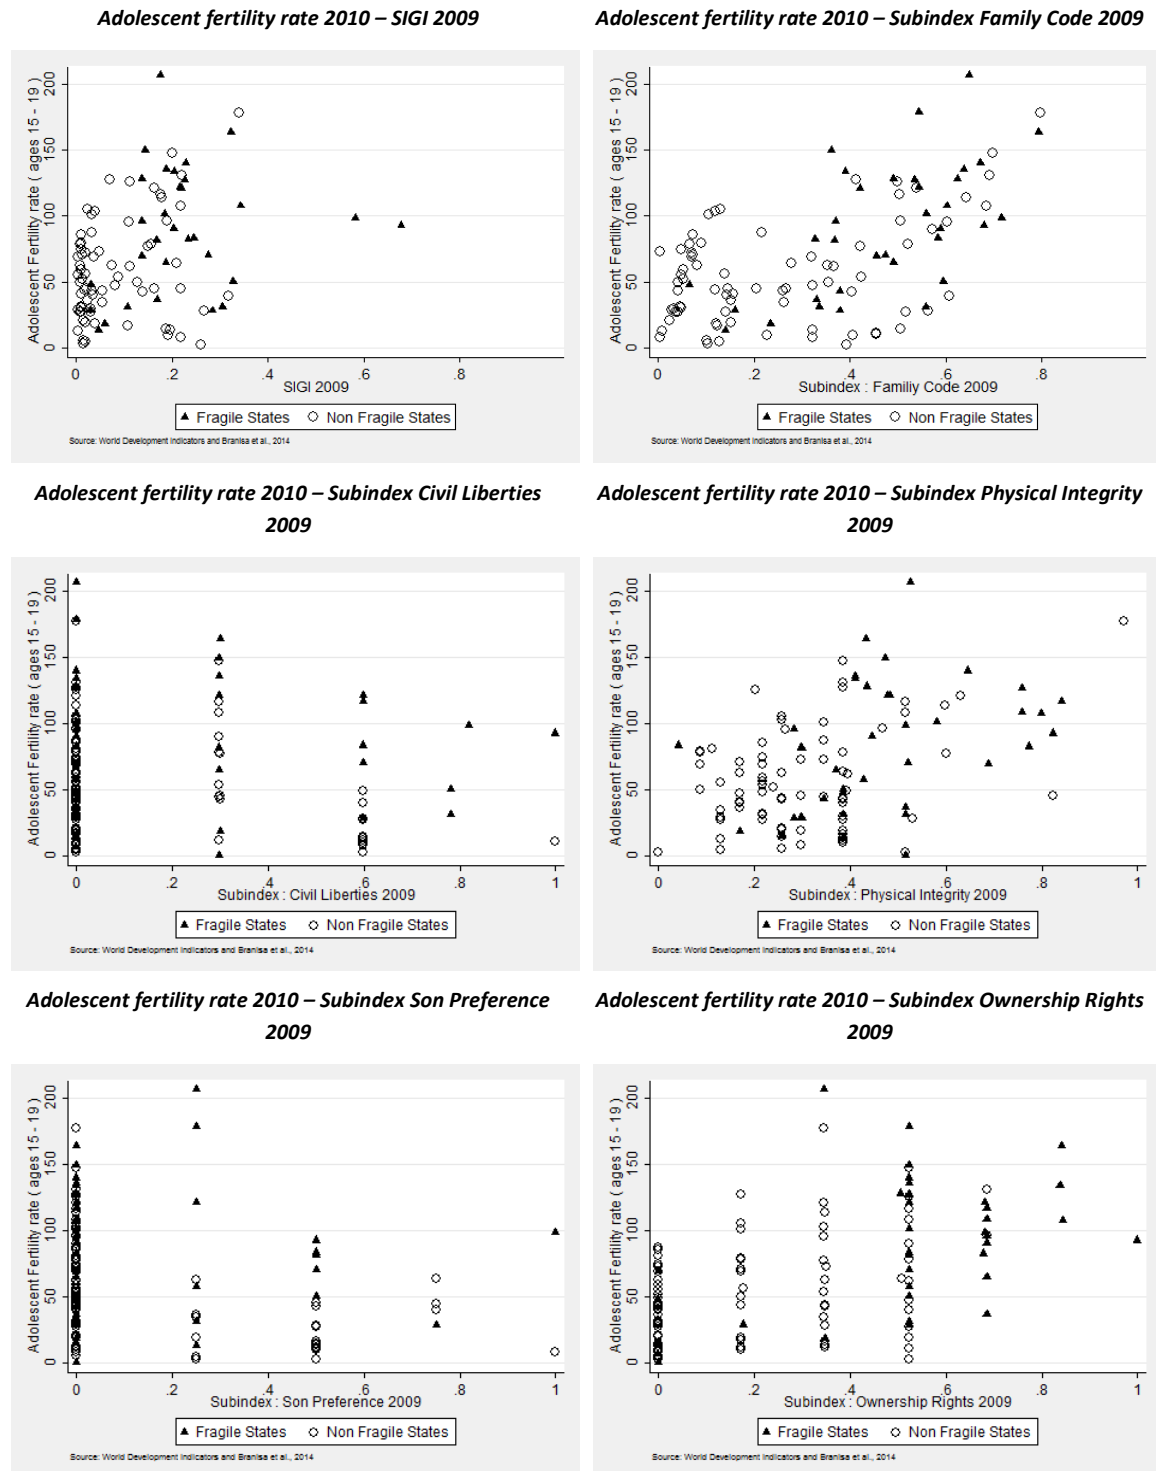 Adolescent fertility rate 2010 – SIGI 2009
Adolescent Fertility rate ( ages 15 - 19 )
200
150
100
50
0
0 .2 .4 .6 .8
SIGI 2009
Fragile States Non Fragile States
Source: World Development Indicators and Branisa et al., 2014
Adolescent fertility rate 2010 – Subindex Family Code 2009
Adolescent Fertility rate ( ages 15 - 19 )
200
150
100
50
0
0 .2 .4 .6 .8
Subindex : Familiy Code 2009
Fragile States Non Fragile States
Source: World Development Indicators and Branisa et al., 2014
Adolescent fertility rate 2010 – Subindex Civil Liberties
2009
Adolescent Fertility rate ( ages 15 - 19 )
200
150
100
50
0
0 .2 .4 .6 .8 1
Subindex : Civil Liberties 2009
Fragile States Non Fragile States
Source: World Development Indicators and Branisa et al., 2014
Adolescent fertility rate 2010 – Subindex Physical Integrity
2009
Adolescent Fertility rate ( ages 15 - 19 )
200
150
100
50
0
0 .2 .4 .6 .8 1
Subindex : Physical Integrity 2009
Fragile States Non Fragile States
Source: World Development Indicators and Branisa et al., 2014
Adolescent fertility rate 2010 – Subindex Son Preference
2009
Adolescent Fertility rate ( ages 15 - 19 )
200
150
100
50
0
0 .2 .4 .6 .8 1
Subindex : Son Preference 2009
Fragile States Non Fragile States
Source: World Development Indicators and Branisa et al., 2014
Adolescent fertility rate 2010 – Subindex Ownership Rights
2009
Adolescent Fertility rate ( ages 15 - 19 )
200
150
100
50
0
0 .2 .4 .6 .8 1
Subindex : Ownership Rights 2009
Fragile States Non Fragile States
Source: World Development Indicators and Branisa et al., 2014